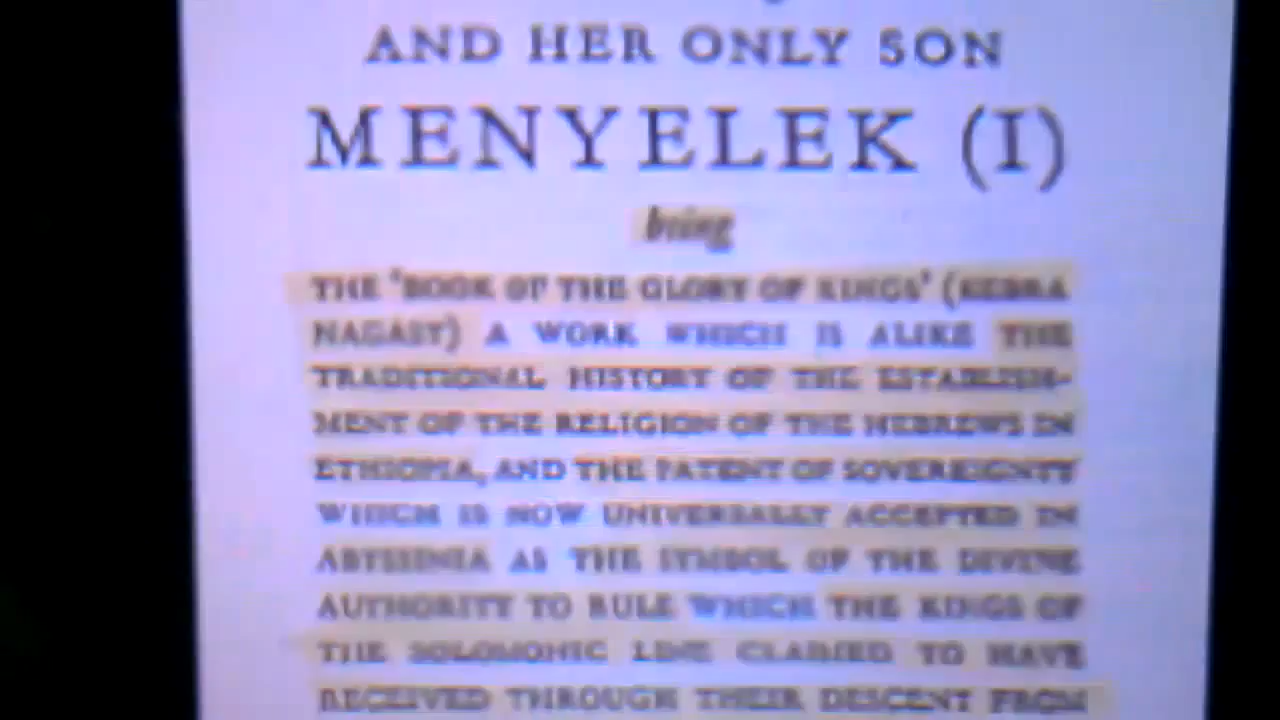 AND HER ONLY SON
MENYELEK (I)
being
THE 'BOOK OF THE GLORY OF KINGS' (KEBRA
NAGAST) A WORK WHICH IS ALIKE THE
TRADITIONAL HISTORY OF THE ESTABLISH-
MENT OF THE RELIGION OF THE HEBREWS IN
ETHIOPIA, AND THE PATENT OF SOVEREIGNTY
WHICH IS NOW UNIVERSALLY ACCEPTED IN
ABYSSINIA AS THE SYMBOL OF THE DIVINE
AUTHORITY TO RULE WHICH THE KINGS OF
THE SOLOMONIC LINE CLAIMED TO HAVE
RECEIVED THROUGH THEIR DESCENT FROM